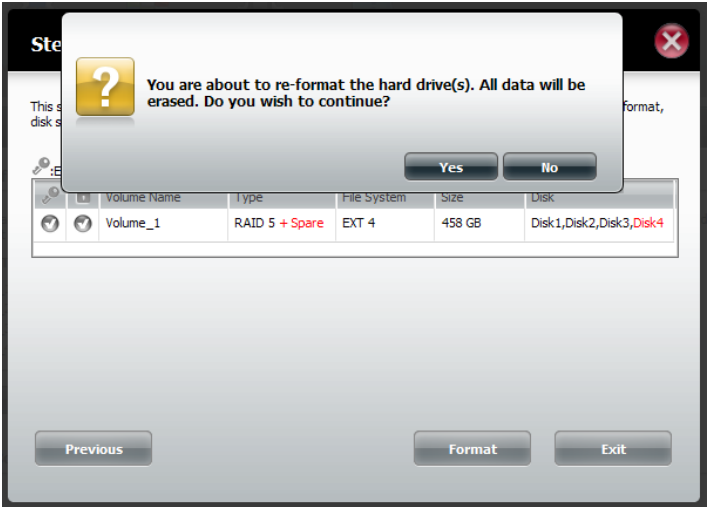 Ste
You are about to re-format the hard drive(s). All data will be
erased. Do you wish to continue?
Yes No
This s format,
disk s
:E
Volume Name Type File System Size Disk
Volume_1 RAID 5 + Spare EXT 4 458 GB Disk1,Disk2,Disk3,Disk4
Previous Format Exit